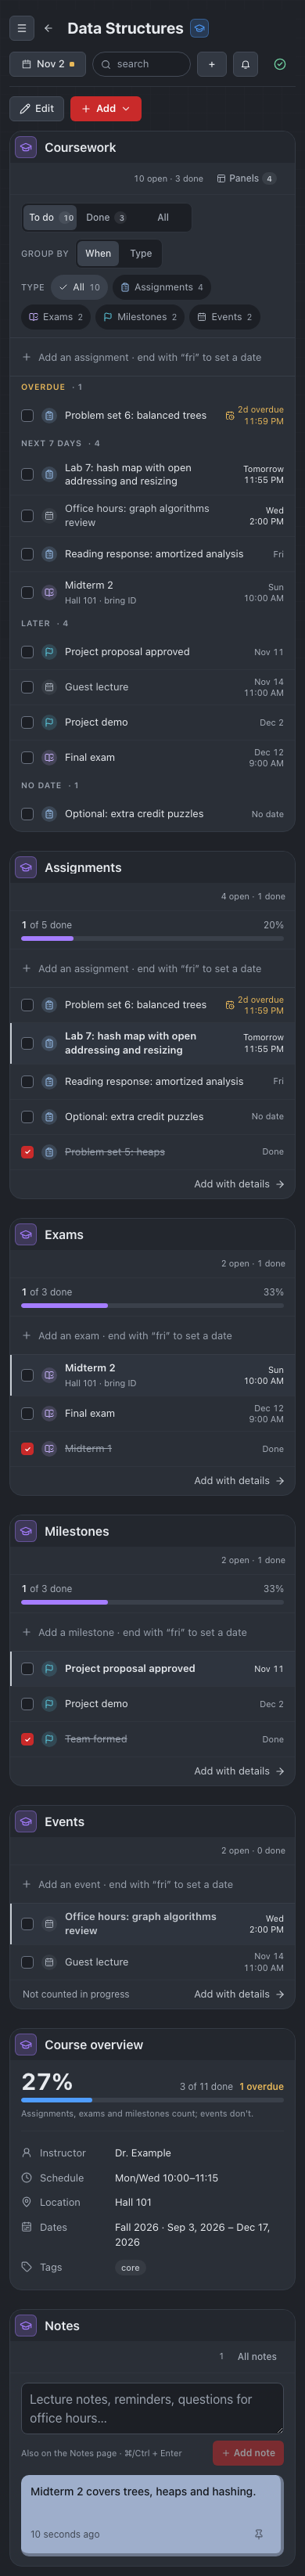 Data Structures
Nov 2
search
+
Edit
+ Add
Coursework
10 open · 3 done
Panels 4
To do 10
Done 3
All
GROUP BY
When
Type
TYPE
All 10
Assignments 4
Exams 2
Milestones 2
Events 2
+ Add an assignment · end with “fri” to set a date
OVERDUE · 1
Problem set 6: balanced trees
2d overdue
11:59 PM
NEXT 7 DAYS · 4
Lab 7: hash map with open
addressing and resizing
Tomorrow
11:55 PM
Office hours: graph algorithms
review
Wed
2:00 PM
Reading response: amortized analysis
Fri
Midterm 2
Hall 101 · bring ID
Sun
10:00 AM
LATER · 4
Project proposal approved
Nov 11
Guest lecture
Nov 14
11:00 AM
Project demo
Dec 2
Final exam
Dec 12
9:00 AM
NO DATE · 1
Optional: extra credit puzzles
No date
Assignments
4 open · 1 done
1 of 5 done
20%
+ Add an assignment · end with “fri” to set a date
Problem set 6: balanced trees
2d overdue
11:59 PM
Lab 7: hash map with open
addressing and resizing
Tomorrow
11:55 PM
Reading response: amortized analysis
Fri
Optional: extra credit puzzles
No date
Problem set 5: heaps
Done
Add with details →
Exams
2 open · 1 done
1 of 3 done
33%
+ Add an exam · end with “fri” to set a date
Midterm 2
Hall 101 · bring ID
Sun
10:00 AM
Final exam
Dec 12
9:00 AM
Midterm 1
Done
Add with details →
Milestones
2 open · 1 done
1 of 3 done
33%
+ Add a milestone · end with “fri” to set a date
Project proposal approved
Nov 11
Project demo
Dec 2
Team formed
Done
Add with details →
Events
2 open · 0 done
+ Add an event · end with “fri” to set a date
Office hours: graph algorithms
review
Wed
2:00 PM
Guest lecture
Nov 14
11:00 AM
Not counted in progress
Add with details →
Course overview
27%
3 of 11 done
1 overdue
Assignments, exams and milestones count; events don't.
Instructor
Dr. Example
Schedule
Mon/Wed 10:00–11:15
Location
Hall 101
Dates
Fall 2026 · Sep 3, 2026 – Dec 17,
2026
Tags
core
Notes
1
All notes
Lecture notes, reminders, questions for
office hours...
Also on the Notes page · ⌘/Ctrl + Enter
+ Add note
Midterm 2 covers trees, heaps and hashing.
10 seconds ago